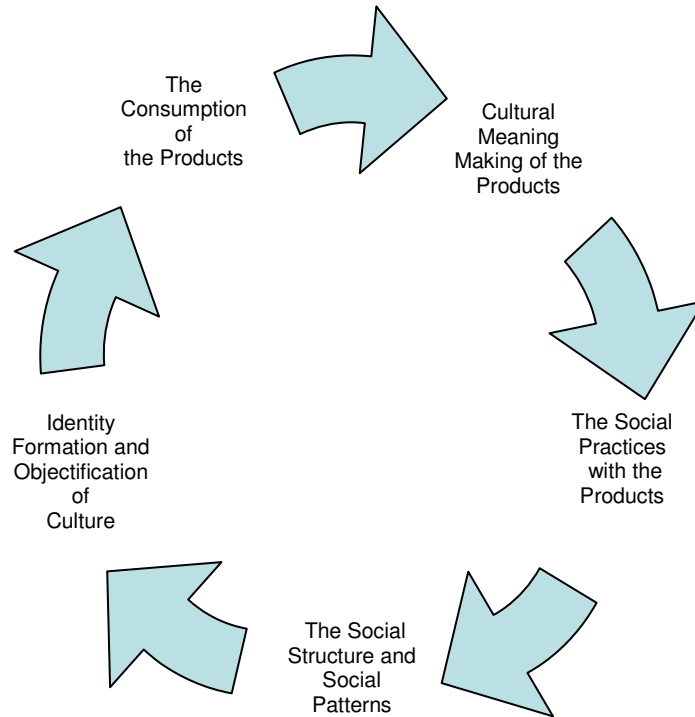 The
Consumption
of
the Products
Cultural
Meaning
Making of the
Products
The Social
Practices
with the
Products
The Social
Structure and
Social
Patterns
Identity
Formation and
Objectification
of
Culture